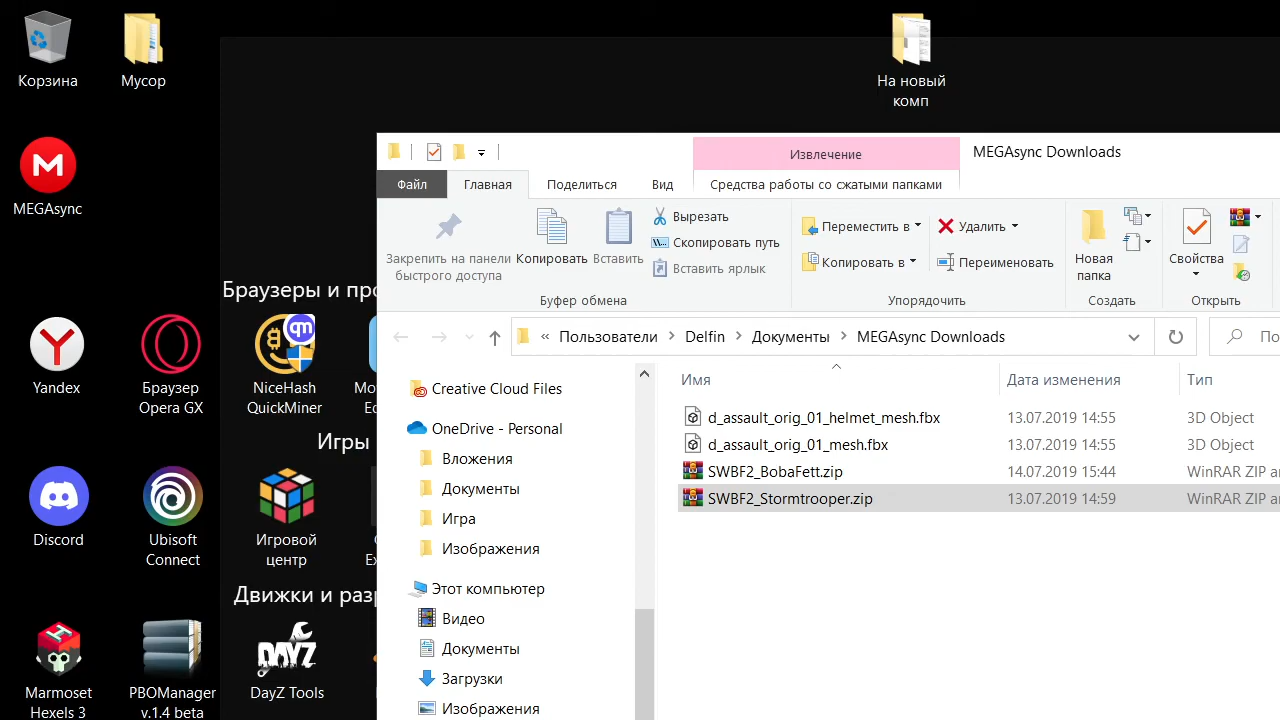 Корзина
Мусор
На новый
комп
MEGAsync
Браузеры и про
Yandex
Браузер
Opera GX
NiceHash
QuickMiner
Mo
Ec
Игры
Discord
Ubisoft
Connect
Игровой
центр
Ex
Движки и разр
Marmoset
Hexels 3
PBOManager
v.1.4 beta
DayZ Tools
Извлечение
MEGAsync Downloads
Файл
Главная
Поделиться
Вид
Средства работы со сжатыми папками
Закрепить на панели
быстрого доступа
Копировать
Вставить
Вырезать
Скопировать путь
Вставить ярлык
Переместить в
Копировать в
Удалить
Переименовать
Новая
папка
Свойства
Буфер обмена
Упорядочить
Создать
Открыть
« Пользователи > Delfin > Документы > MEGAsync Downloads
По
Creative Cloud Files
OneDrive - Personal
Вложения
Документы
Игра
Изображения
Этот компьютер
Видео
Документы
Загрузки
Изображения
Имя Дата изменения Тип
d_assault_orig_01_helmet_mesh.fbx 13.07.2019 14:55 3D Object
d_assault_orig_01_mesh.fbx 13.07.2019 14:55 3D Object
SWBF2_BobaFett.zip 14.07.2019 15:44 WinRAR ZIP ar
SWBF2_Stormtrooper.zip 13.07.2019 14:59 WinRAR ZIP ar